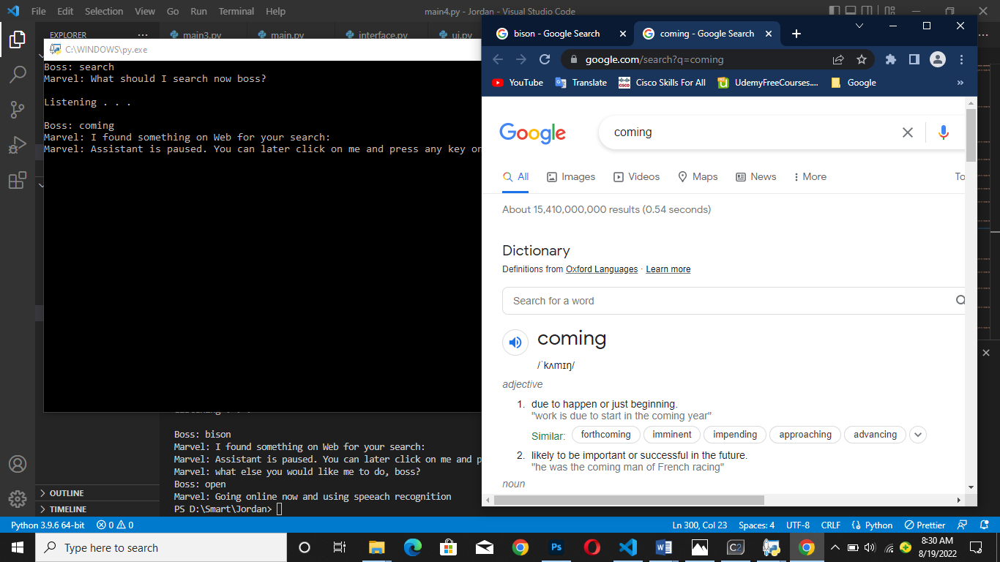 File Edit Selection View Go Run Terminal Help
main4.py - Jordan - Visual Studio Code
EXPLORER
main3.py main.py interface.py ui.py
C:\WINDOWS\py.exe
Boss: search
Marvel: What should I search now boss?
Listening . . .
Boss: coming
Marvel: I found something on Web for your search:
Marvel: Assistant is paused. You can later click on me and press any key
Boss: bison
Marvel: I found something on Web for your search:
Marvel: Assistant is paused. You can later click on me and
Marvel: what else you would like me to do, boss?
Boss: open
Marvel: Going online now and using speeach recognition
PS D:\Smart\Jordan>
OUTLINE
TIMELINE
bison - Google Search
coming - Google Search
google.com/search?q=coming
YouTube Translate Cisco Skills For All UdemyFreeCourses.... Google »
Google
coming
All Images Videos Maps News More To
About 15,410,000,000 results (0.54 seconds)
Dictionary
Definitions from Oxford Languages · Learn more
Search for a word
coming
/ˈkʌmɪŋ/
adjective
1. due to happen or just beginning.
"work is due to start in the coming year"
Similar: forthcoming imminent impending approaching advancing
2. likely to be important or successful in the future.
"he was the coming man of French racing"
noun
Python 3.9.6 64-bit 0 0 Ln 300, Col 23 Spaces: 4 UTF-8 CRLF Python Prettier
Type here to search
Ps
C2
8:30 AM
8/19/2022